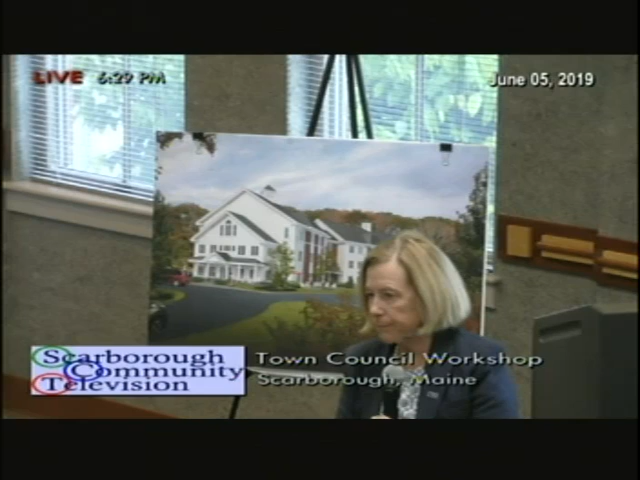 LIVE 6:29 PM
June 05, 2019
Scarborough
Community
Television
Town Council Workshop
Scarborough, Maine